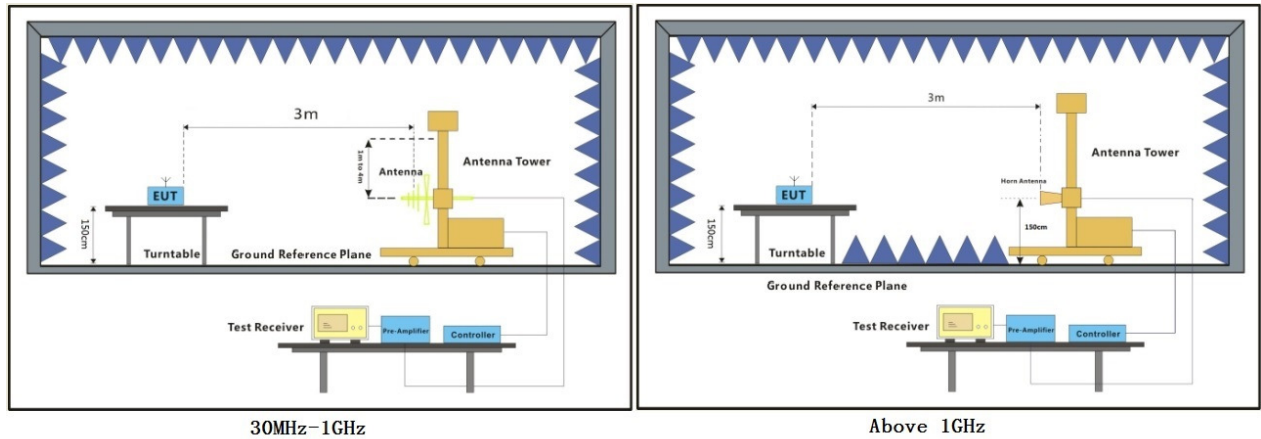 3m
1m to 4m
Antenna
Antenna Tower
EUT
150cm
Turntable
Ground Reference Plane
Test Receiver
Pre-Amplifier
Controller
30MHz-1GHz
3m
Antenna Tower
Horn Antenna
EUT
150cm
150cm
Turntable
Ground Reference Plane
Test Receiver
Pre-Amplifier
Controller
Above 1GHz